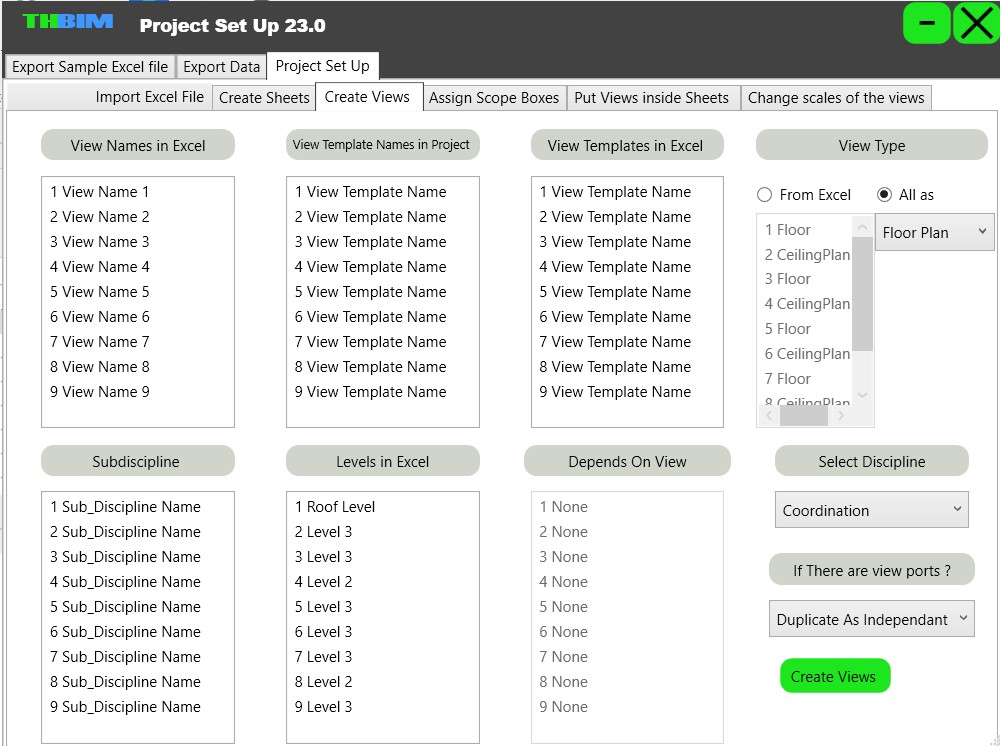 THBIM
Project Set Up 23.0
Export Sample Excel file
Export Data
Project Set Up
Import Excel File
Create Sheets
Create Views
Assign Scope Boxes
Put Views inside Sheets
Change scales of the views
View Names in Excel
1 View Name 1
2 View Name 2
3 View Name 3
4 View Name 4
5 View Name 5
6 View Name 6
7 View Name 7
8 View Name 8
9 View Name 9
View Template Names in Project
1 View Template Name
2 View Template Name
3 View Template Name
4 View Template Name
5 View Template Name
6 View Template Name
7 View Template Name
8 View Template Name
9 View Template Name
View Templates in Excel
1 View Template Name
2 View Template Name
3 View Template Name
4 View Template Name
5 View Template Name
6 View Template Name
7 View Template Name
8 View Template Name
9 View Template Name
View Type
From Excel
All as
1 Floor
2 CeilingPlan
3 Floor
4 CeilingPlan
5 Floor
6 CeilingPlan
7 Floor
8 CeilingPlan
Floor Plan
Subdiscipline
1 Sub_Discipline Name
2 Sub_Discipline Name
3 Sub_Discipline Name
4 Sub_Discipline Name
5 Sub_Discipline Name
6 Sub_Discipline Name
7 Sub_Discipline Name
8 Sub_Discipline Name
9 Sub_Discipline Name
Levels in Excel
1 Roof Level
2 Level 3
3 Level 3
4 Level 2
5 Level 3
6 Level 3
7 Level 3
8 Level 2
9 Level 3
Depends On View
1 None
2 None
3 None
4 None
5 None
6 None
7 None
8 None
9 None
Select Discipline
Coordination
If There are view ports ?
Duplicate As Independant
Create Views